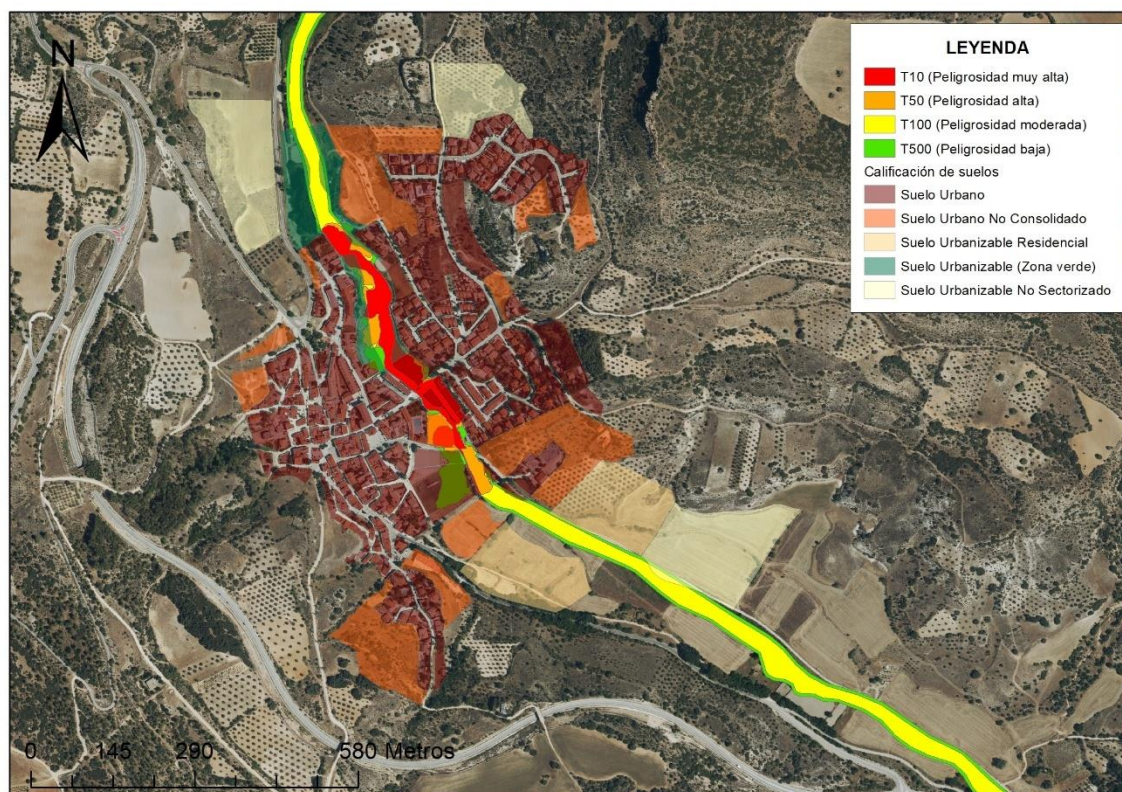 N
LEYENDA
T10 (Peligrosidad muy alta)
T50 (Peligrosidad alta)
T100 (Peligrosidad moderada)
T500 (Peligrosidad baja)
Calificación de suelos
Suelo Urbano
Suelo Urbano No Consolidado
Suelo Urbanizable Residencial
Suelo Urbanizable (Zona verde)
Suelo Urbanizable No Sectorizado
0 145 290 580 Metros